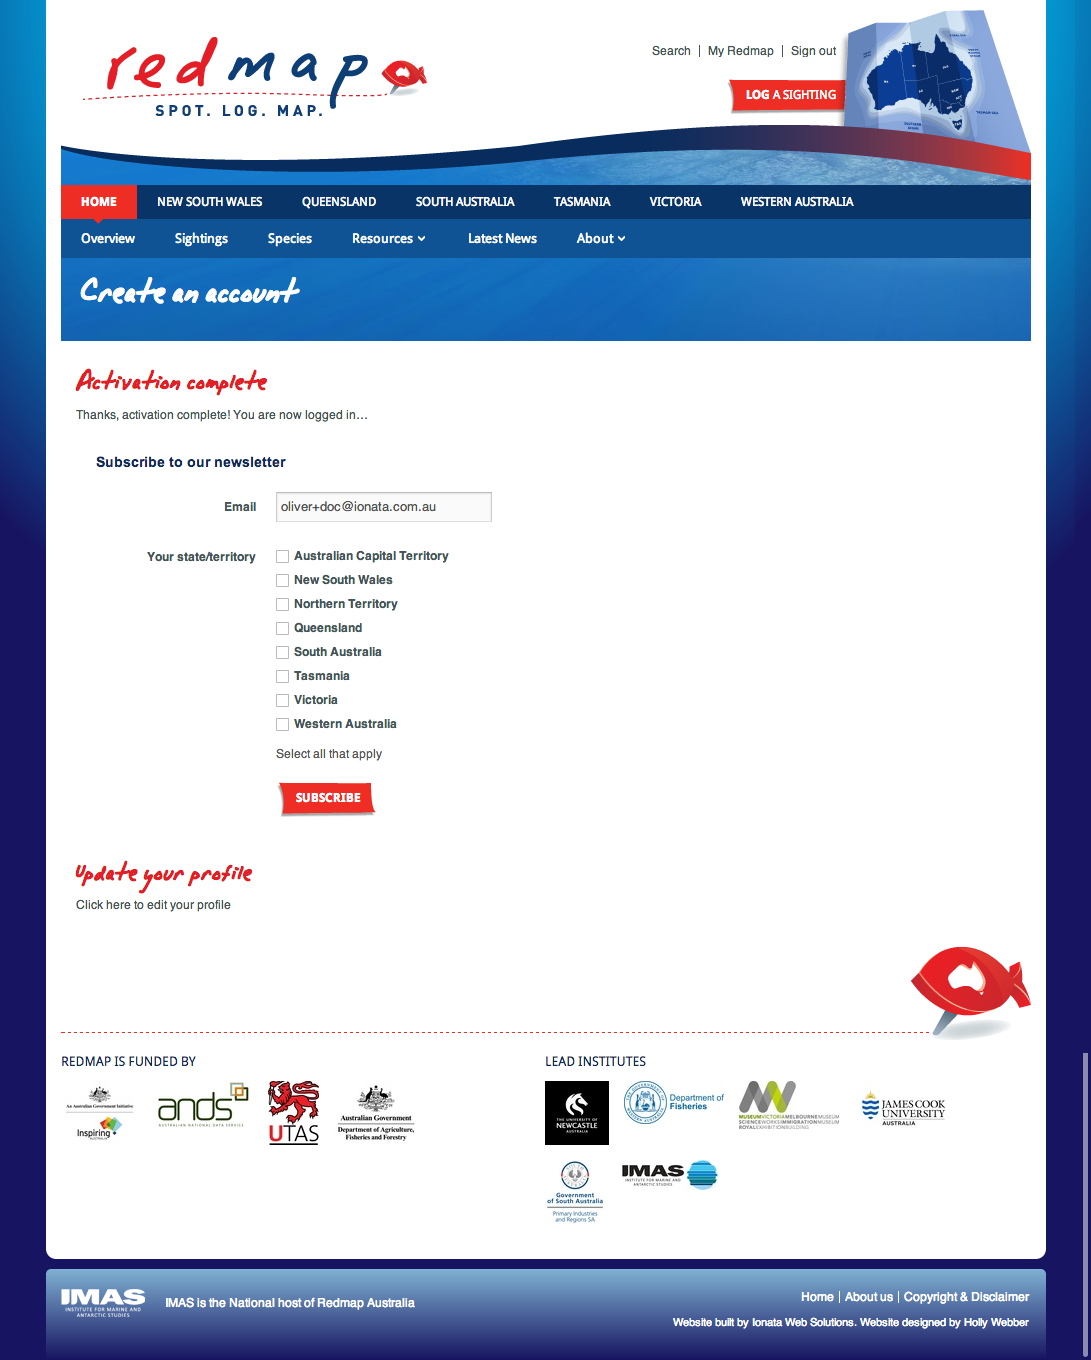 redmap
SPOT. LOG. MAP.
Search | My Redmap | Sign out
LOG A SIGHTING
HOME NEW SOUTH WALES QUEENSLAND SOUTH AUSTRALIA TASMANIA VICTORIA WESTERN AUSTRALIA
Overview Sightings Species Resources Latest News About
Create an account
Activation complete
Thanks, activation complete! You are now logged in...
Subscribe to our newsletter
Email oliver+doc@ionata.com.au
Your state/territory
Australian Capital Territory
New South Wales
Northern Territory
Queensland
South Australia
Tasmania
Victoria
Western Australia
Select all that apply
SUBSCRIBE
Update your profile
Click here to edit your profile
REDMAP IS FUNDED BY
An Australian Government Initiative
Inspiring
AUSTRALIA
ands
AUSTRALIAN NATIONAL DATA SERVICE
UTAS
Australian Government
Department of Agriculture,
Fisheries and Forestry
LEAD INSTITUTES
THE UNIVERSITY OF
NEWCASTLE
AUSTRALIA
Department of
Fisheries
MUSEUMVICTORIAMELBOURNEMUSEUM
SCIENCEWORKSIMMIGRATIONMUSEUM
ROYALEXHIBITIONBUILDING
JAMES COOK
UNIVERSITY
AUSTRALIA
Government
of South Australia
Primary Industries
and Regions SA
IMAS
INSTITUTE FOR MARINE AND
ANTARCTIC STUDIES
IMAS
INSTITUTE FOR MARINE AND
ANTARCTIC STUDIES
IMAS is the National host of Redmap Australia
Home | About us | Copyright & Disclaimer
Website built by Ionata Web Solutions. Website designed by Holly Webber